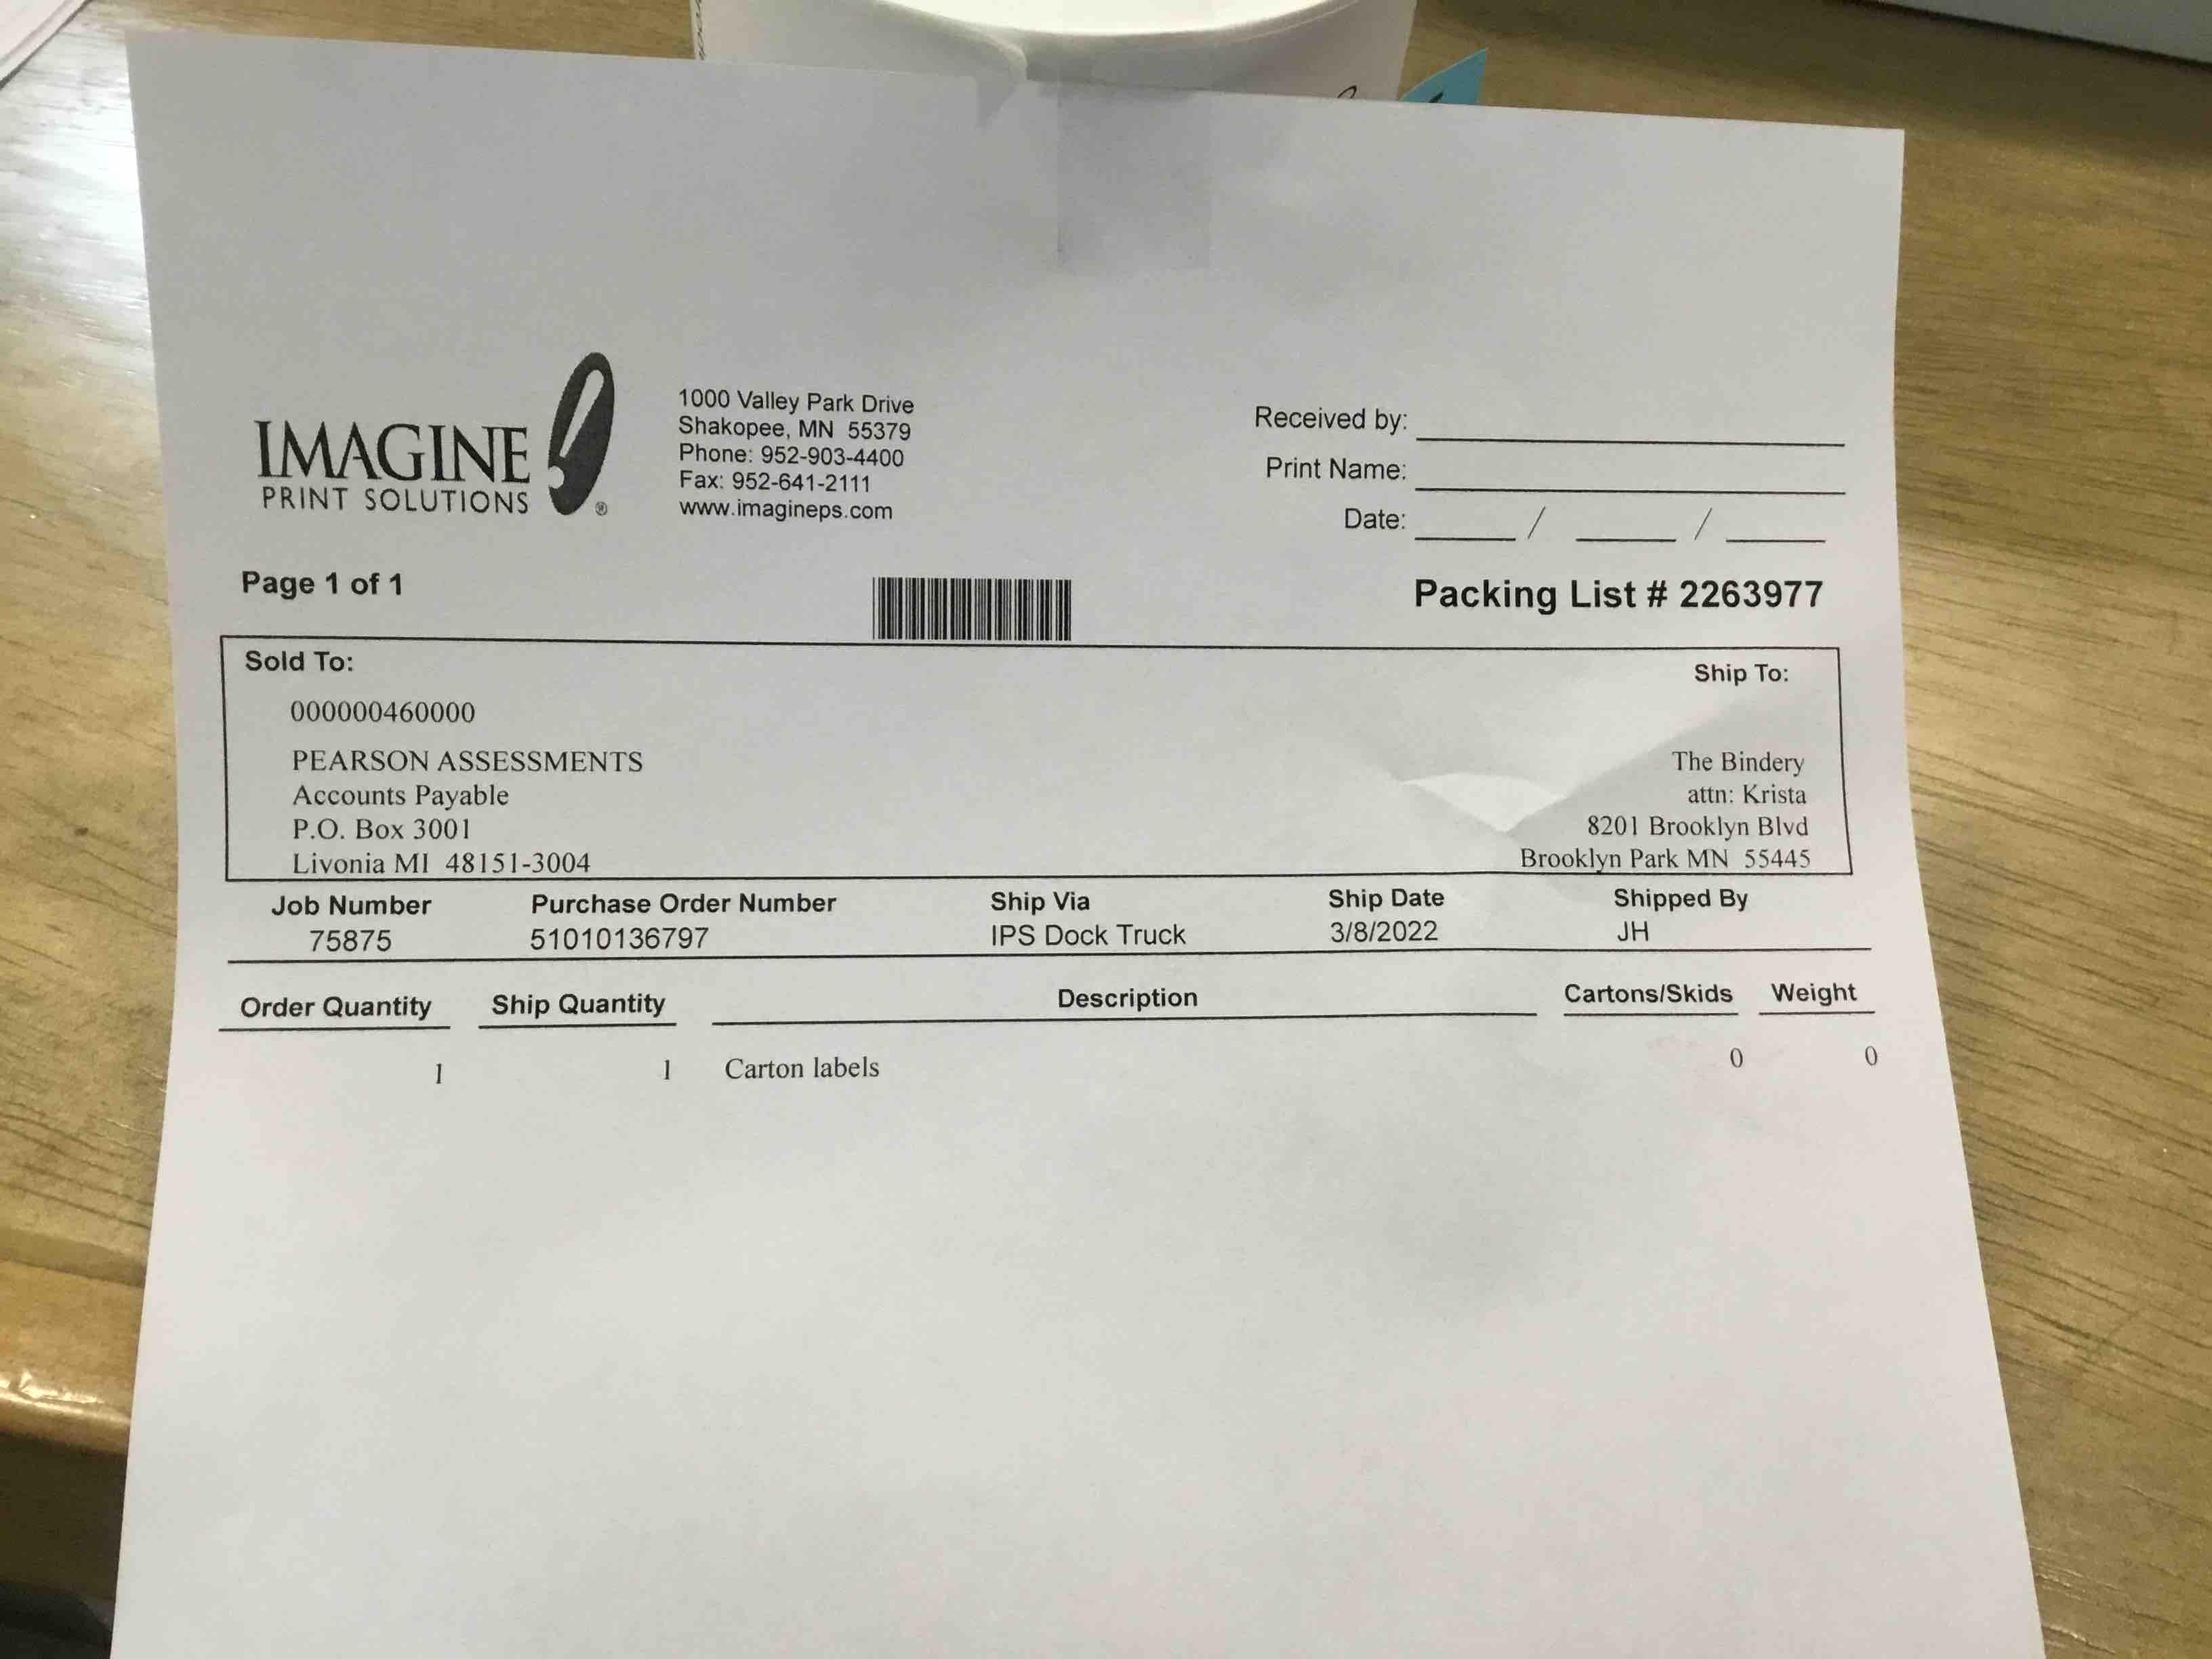 IMAGINE
PRINT SOLUTIONS
®
1000 Valley Park Drive
Shakopee, MN 55379
Phone: 952-903-4400
Fax: 952-641-2111
www.imagineps.com
Received by:
Print Name:
Date: / /
Page 1 of 1
Packing List # 2263977
Sold To:
000000460000
PEARSON ASSESSMENTS
Accounts Payable
P.O. Box 3001
Livonia MI 48151-3004
Ship To:
The Bindery
attn: Krista
8201 Brooklyn Blvd
Brooklyn Park MN 55445
Job Number Purchase Order Number Ship Via Ship Date Shipped By
75875 51010136797 IPS Dock Truck 3/8/2022 JH
Order Quantity Ship Quantity Description Cartons/Skids Weight
1 1 Carton labels 0 0